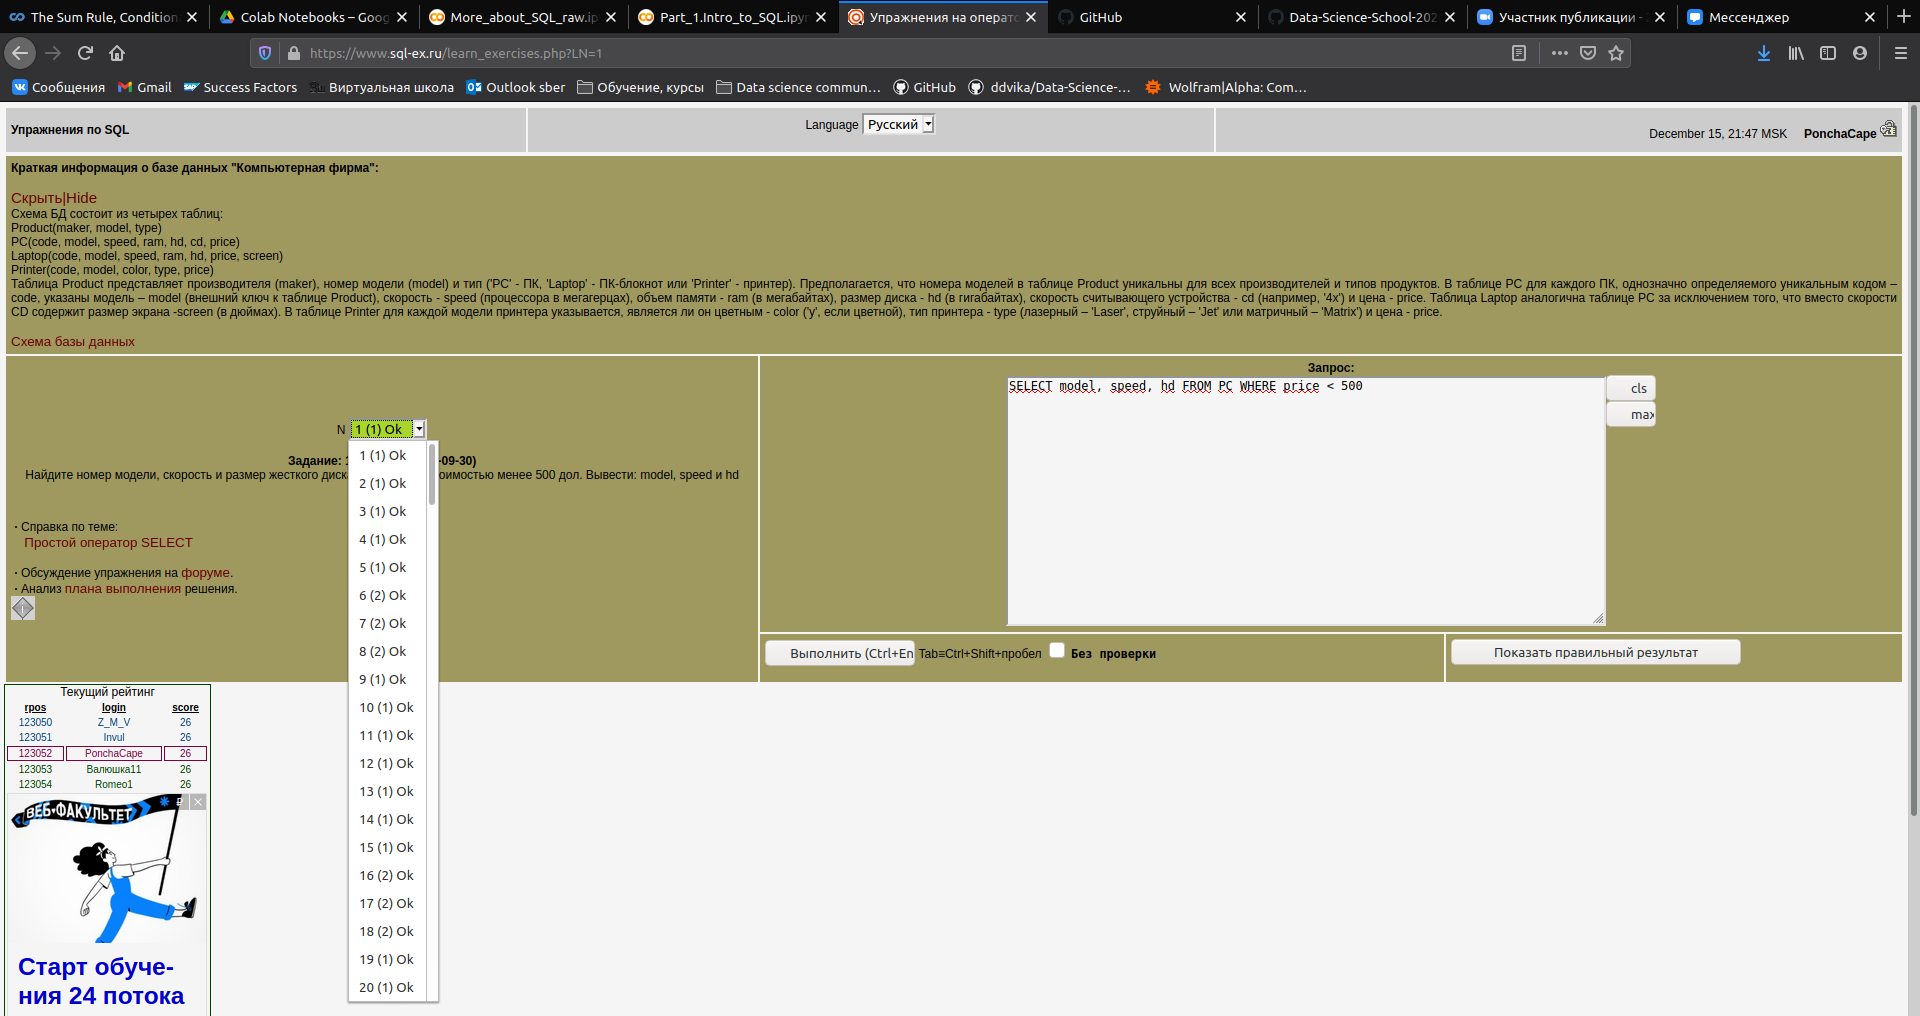 The Sum Rule, Condition
Colab Notebooks – Goo
More_about_SQL_raw.ip
Part_1.Intro_to_SQL.ipy
Упражнения на операто
GitHub
Data-Science-School-202
Участник публикации -
Мессенджер
https://www.sql-ex.ru/learn_exercises.php?LN=1
Сообщения
Gmail
Success Factors
Виртуальная школа
Outlook sber
Обучение, курсы
Data science commun…
GitHub
ddvika/Data-Science-…
Wolfram|Alpha: Com…
Упражнения по SQL
Language Русский
December 15, 21:47 MSK PonchaCape
Краткая информация о базе данных "Компьютерная фирма":
Скрыть|Hide
Схема БД состоит из четырех таблиц:
Product(maker, model, type)
PC(code, model, speed, ram, hd, cd, price)
Laptop(code, model, speed, ram, hd, price, screen)
Printer(code, model, color, type, price)
Таблица Product представляет производителя (maker), номер модели (model) и тип ('PC' - ПК, 'Laptop' - ПК-блокнот или 'Printer' - принтер). Предполагается, что номера моделей в таблице Product уникальны для всех производителей и типов продуктов. В таблице PC для каждого ПК, однозначно определяемого уникальным кодом –
code, указаны модель – model (внешний ключ к таблице Product), скорость - speed (процессора в мегагерцах), объем памяти - ram (в мегабайтах), размер диска - hd (в гигабайтах), скорость считывающего устройства - cd (например, '4x') и цена - price. Таблица Laptop аналогична таблице РС за исключением того, что вместо скорости
CD содержит размер экрана -screen (в дюймах). В таблице Printer для каждой модели принтера указывается, является ли он цветным - color ('y', если цветной), тип принтера - type (лазерный – 'Laser', струйный – 'Jet' или матричный – 'Matrix') и цена - price.
Схема базы данных
N 1 (1) Ok
Задание: -09-30)
Найдите номер модели, скорость и размер жесткого диск оимостью менее 500 дол. Вывести: model, speed и hd
· Справка по теме:
Простой оператор SELECT
· Обсуждение упражнения на форуме.
· Анализ плана выполнения решения.
1 (1) Ok
2 (1) Ok
3 (1) Ok
4 (1) Ok
5 (1) Ok
6 (2) Ok
7 (2) Ok
8 (2) Ok
9 (1) Ok
10 (1) Ok
11 (1) Ok
12 (1) Ok
13 (1) Ok
14 (1) Ok
15 (1) Ok
16 (2) Ok
17 (2) Ok
18 (2) Ok
19 (1) Ok
20 (1) Ok
Запрос:
SELECT model, speed, hd FROM PC WHERE price < 500
cls
max
Выполнить (Ctrl+En Tab≡Ctrl+Shift+пробел Без проверки
Показать правильный результат
Текущий рейтинг
rpos login score
123050 Z_M_V 26
123051 Invul 26
123052 PonchaCape 26
123053 Валюшка11 26
123054 Romeo1 26
ВЕБ-ФАКУЛЬТЕТ
Старт обуче-
ния 24 потока